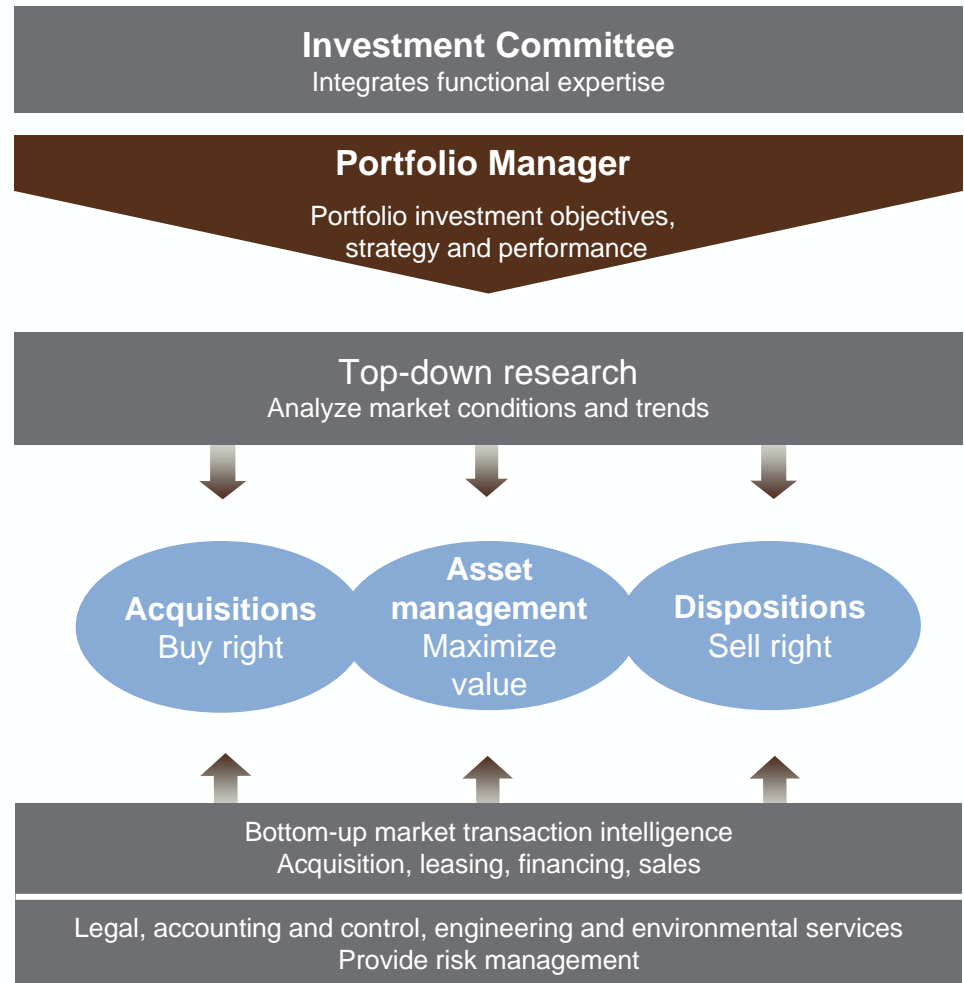 Investment Committee
Integrates functional expertise
Portfolio Manager
Portfolio investment objectives,
strategy and performance
Top-down research
Analyze market conditions and trends
Acquisitions
Buy right
Asset
management
Maximize
value
Dispositions
Sell right
Bottom-up market transaction intelligence
Acquisition, leasing, financing, sales
Legal, accounting and control, engineering and environmental services
Provide risk management